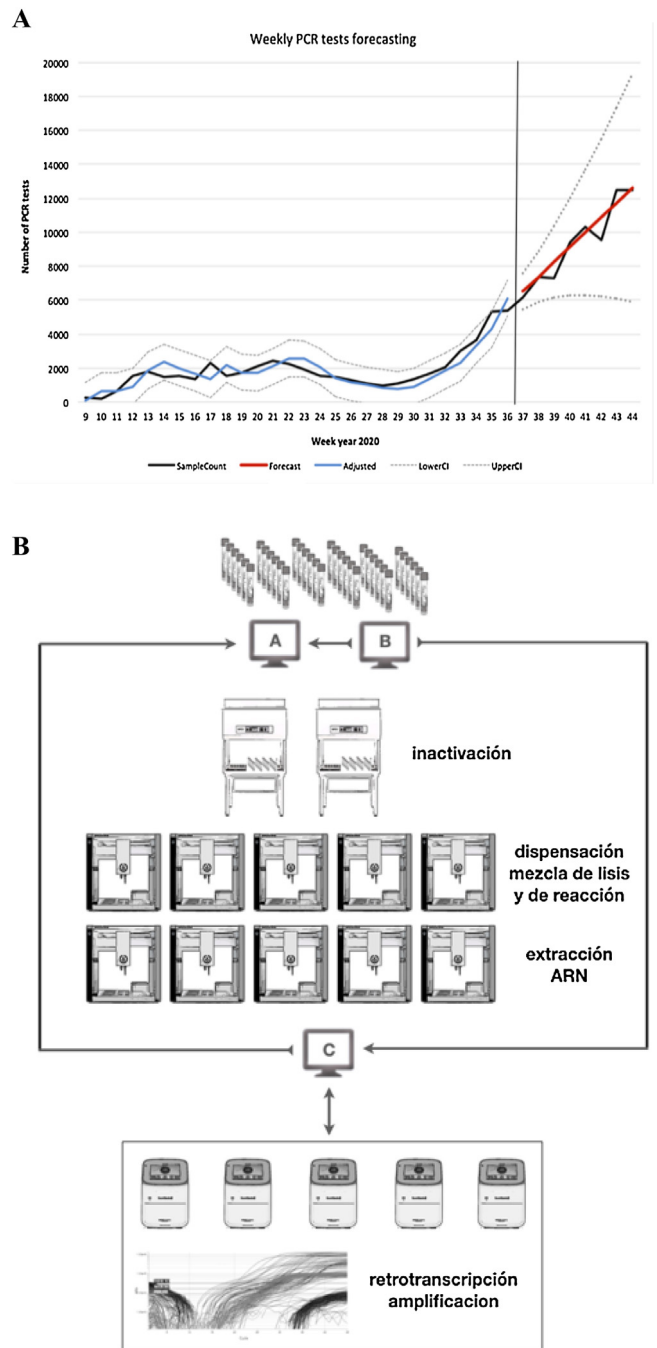 A
Weekly PCR tests forecasting
20000
18000
16000
14000
12000
10000
8000
6000
4000
2000
0
Number of PCR tests
9 10 11 12 13 14 15 16 17 18 19 20 21 22 23 24 25 26 27 28 29 30 31 32 33 34 35 36 37 38 39 40 41 42 43 44
Week year 2020
SampleCount Forecast Adjusted LowerCI UpperCI
B
A B
inactivación
dispensación
mezcla de lisis
y de reacción
extracción
ARN
C
retrotranscripción
amplificacion